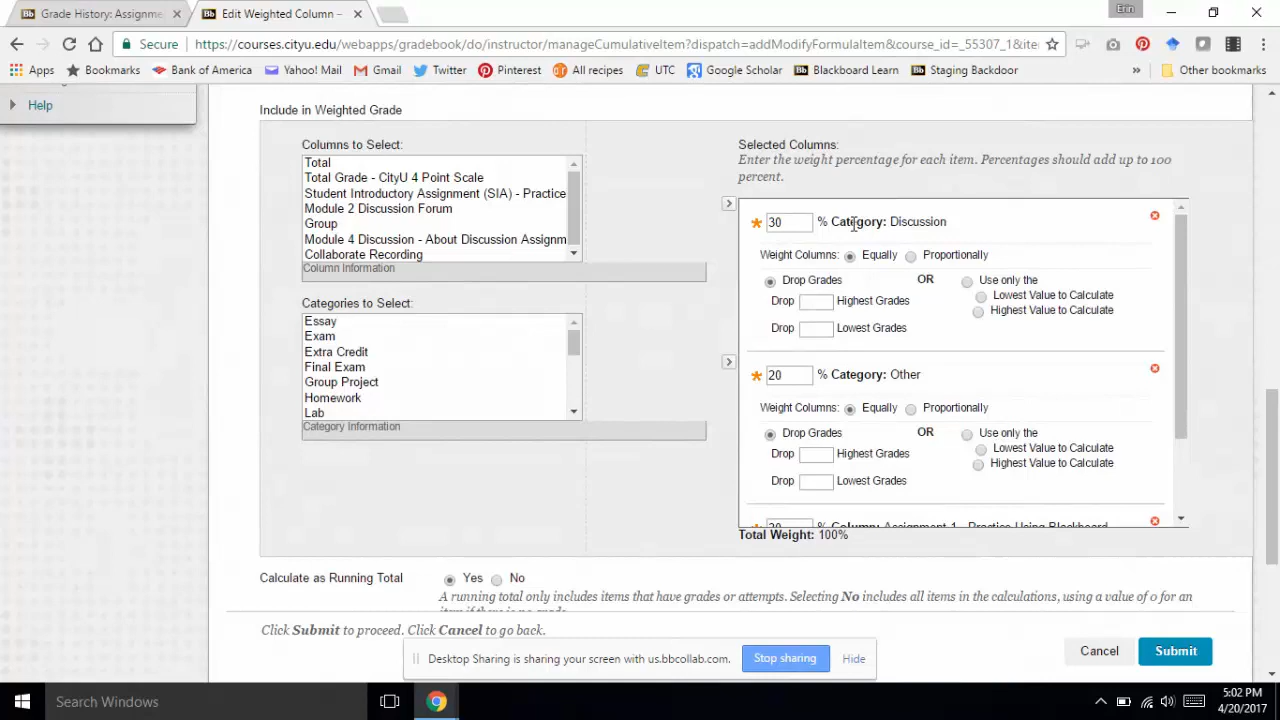 Grade History: Assignme
Edit Weighted Column –
Erin
Secure
https://courses.cityu.edu/webapps/gradebook/do/instructor/manageCumulativeItem?dispatch=addModifyFormulaItem&course_id=_55307_1&ite
Apps
Bookmarks
Bank of America
Yahoo! Mail
Gmail
Twitter
Pinterest
All recipes
UTC
Google Scholar
Blackboard Learn
Staging Backdoor
»
Other bookmarks
Help
Include in Weighted Grade
Columns to Select:
Total
Total Grade - CityU 4 Point Scale
Student Introductory Assignment (SIA) - Practice
Module 2 Discussion Forum
Group
Module 4 Discussion - About Discussion Assignm
Collaborate Recording
Column Information
Categories to Select:
Essay
Exam
Extra Credit
Final Exam
Group Project
Homework
Lab
Category Information
Selected Columns:
Enter the weight percentage for each item. Percentages should add up to 100
percent.
30 % Category: Discussion
Weight Columns: Equally Proportionally
Drop Grades OR Use only the
Drop Highest Grades
Lowest Value to Calculate
Highest Value to Calculate
Drop Lowest Grades
20 % Category: Other
Weight Columns: Equally Proportionally
Drop Grades OR Use only the
Drop Highest Grades
Lowest Value to Calculate
Highest Value to Calculate
Drop Lowest Grades
% Column: Assignment 1 - Practice Using Blackboard
Total Weight: 100%
Calculate as Running Total Yes No
A running total only includes items that have grades or attempts. Selecting No includes all items in the calculations, using a value of 0 for an
item if there is no grade.
Click Submit to proceed. Click Cancel to go back.
Cancel
Submit
Desktop Sharing is sharing your screen with us.bbcollab.com.
Stop sharing
Hide
Search Windows
5:02 PM
4/20/2017